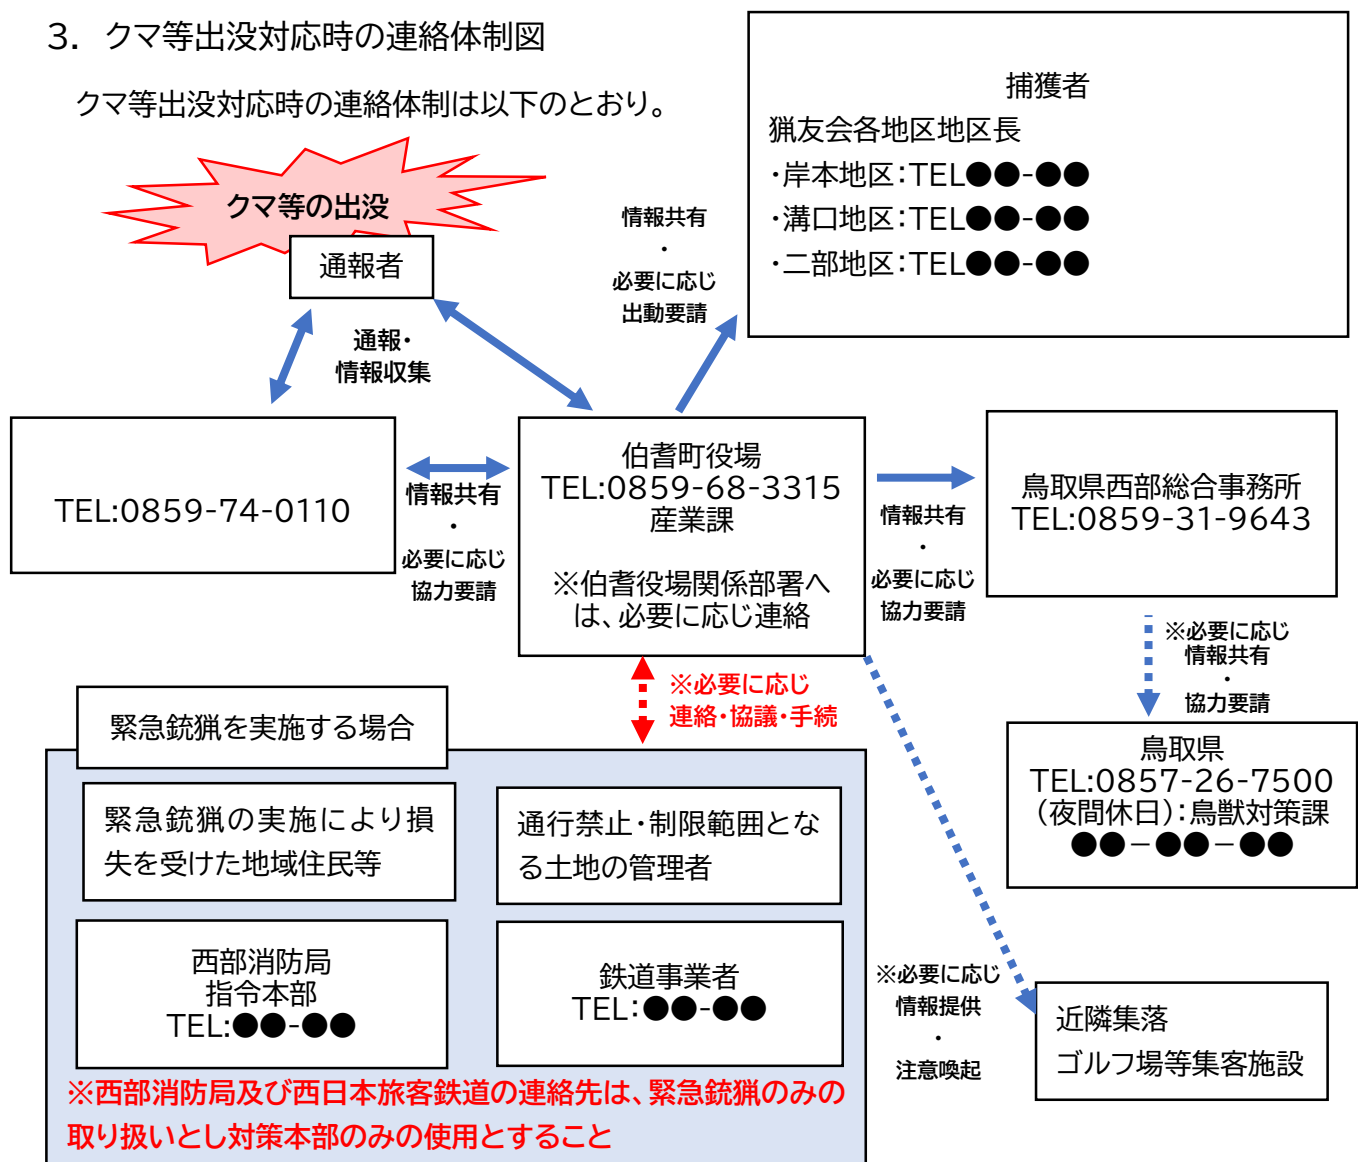 3. クマ等出没対応時の連絡体制図
クマ等出没対応時の連絡体制は以下のとおり。
クマ等の出没
通報者
通報・
情報収集
情報共有
・
必要に応じ
出動要請
捕獲者
猟友会各地区地区長
・岸本地区：TEL●●-●●
・溝口地区：TEL●●-●●
・二部地区：TEL●●-●●
TEL:0859-74-0110
情報共有
・
必要に応じ
協力要請
伯耆町役場
TEL:0859-68-3315
産業課
※伯耆役場関係部署へ
は、必要に応じ連絡
情報共有
・
必要に応じ
協力要請
鳥取県西部総合事務所
TEL:0859-31-9643
※必要に応じ
情報共有
・
協力要請
鳥取県
TEL:0857-26-7500
（夜間休日）：鳥獣対策課
●●－●●－●●
※必要に応じ
連絡・協議・手続
緊急銃猟を実施する場合
緊急銃猟の実施により損
失を受けた地域住民等
通行禁止・制限範囲とな
る土地の管理者
西部消防局
指令本部
TEL:●●-●●
鉄道事業者
TEL：●●-●●
※西部消防局及び西日本旅客鉄道の連絡先は、緊急銃猟のみの
取り扱いとし対策本部のみの使用とすること
※必要に応じ
情報提供
・
注意喚起
近隣集落
ゴルフ場等集客施設